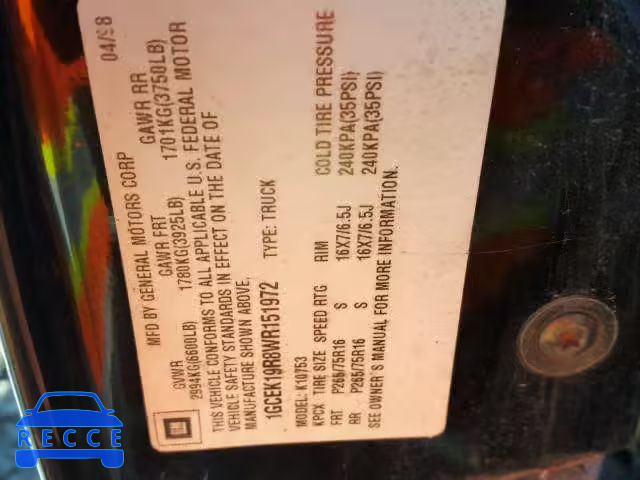 MFD BY GENERAL MOTORS CORP 04/98
GVWR GAWR FRT GAWR RR
2994KG(6600LB) 1780KG(3925LB) 1701KG(3750LB)
THIS VEHICLE CONFORMS TO ALL APPLICABLE U.S. FEDERAL MOTOR
VEHICLE SAFETY STANDARDS IN EFFECT ON THE DATE OF
MANUFACTURE SHOWN ABOVE.
1GCEK19R8WR151972 TYPE: TRUCK
MODEL: K10753
KPCX TIRE SIZE SPEED RTG RIM COLD TIRE PRESSURE
FRT P265/75R16 S 16X7/6.5J 240KPA(35PSI)
RR P265/75R16 S 16X7/6.5J 240KPA(35PSI)
SEE OWNER'S MANUAL FOR MORE INFORMATION.
GM
RECCE